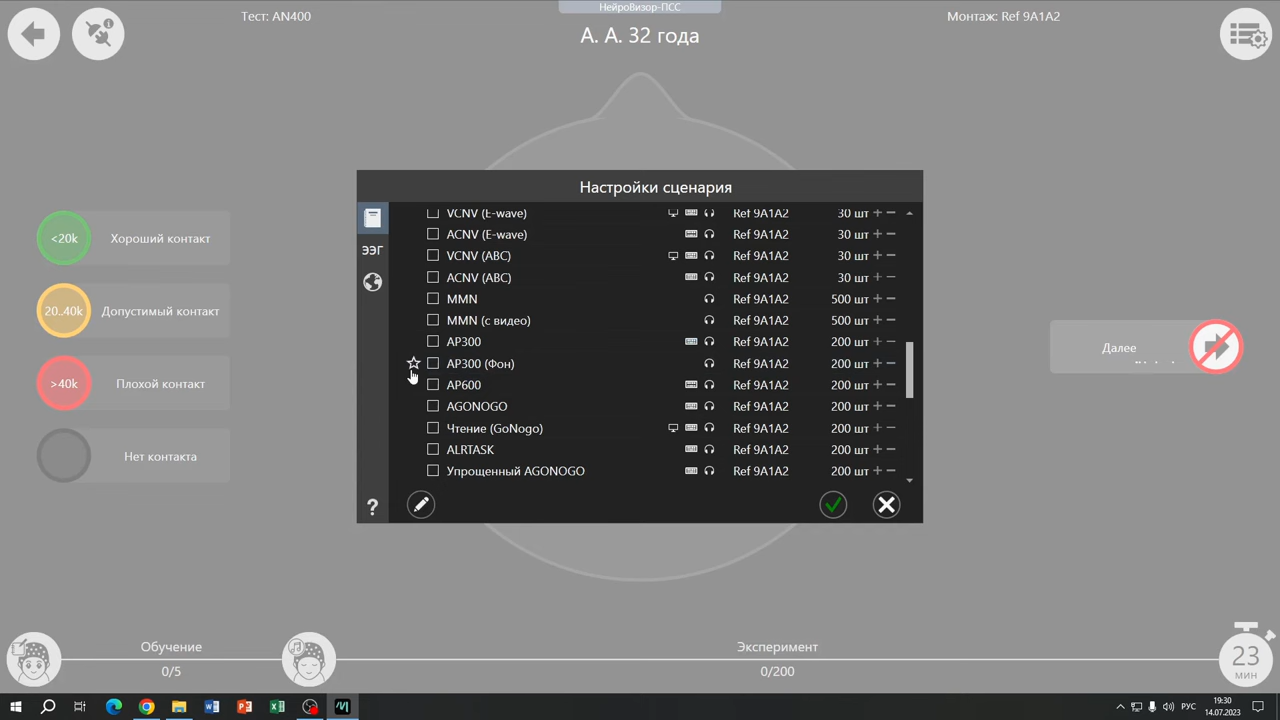 НейроВизор-ПСС
Тест: AN400
Монтаж: Ref 9A1A2
А. А. 32 года
Настройки сценария
VCNV (E-wave) Ref 9A1A2 30 шт + −
ACNV (E-wave) Ref 9A1A2 30 шт + −
VCNV (ABC) Ref 9A1A2 30 шт + −
ACNV (ABC) Ref 9A1A2 30 шт + −
MMN Ref 9A1A2 500 шт + −
MMN (с видео) Ref 9A1A2 500 шт + −
AP300 Ref 9A1A2 200 шт + −
AP300 (Фон) Ref 9A1A2 200 шт + −
AP600 Ref 9A1A2 200 шт + −
AGONOGO Ref 9A1A2 200 шт + −
Чтение (GoNogo) Ref 9A1A2 200 шт + −
ALRTASK Ref 9A1A2 200 шт + −
Упрощенный AGONOGO Ref 9A1A2 200 шт + −
ЭЭГ
?
<20k Хороший контакт
20..40k Допустимый контакт
>40k Плохой контакт
Нет контакта
Далее
Обучение
0/5
Эксперимент
0/200
23
мин
РУС
19:30
14.07.2023